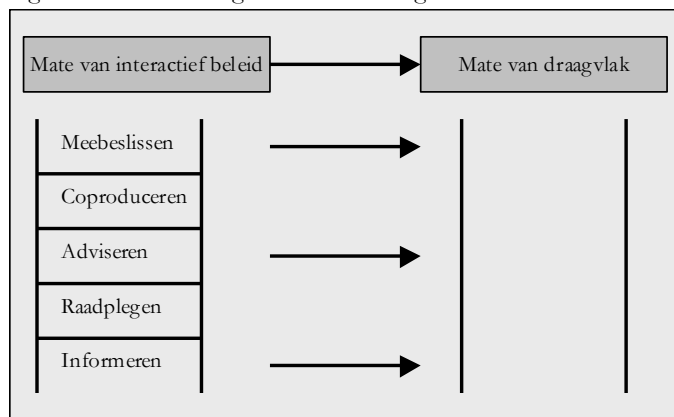 Mate van interactief beleid
Mate van draagvlak
Meebeslissen
Coproduceren
Adviseren
Raadplegen
Informeren